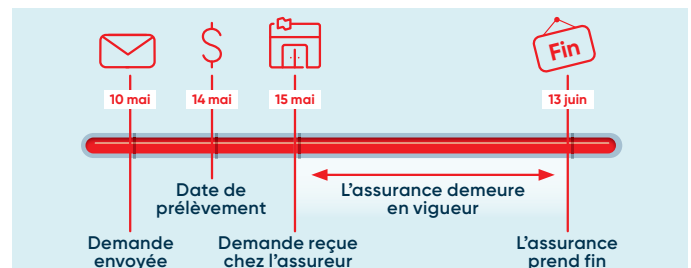 Fin
10 mai
14 mai
15 mai
13 juin
Date de
prélèvement
L'assurance demeure
en vigueur
Demande
envoyée
Demande reçue
chez l'assureur
L'assurance
prend fin